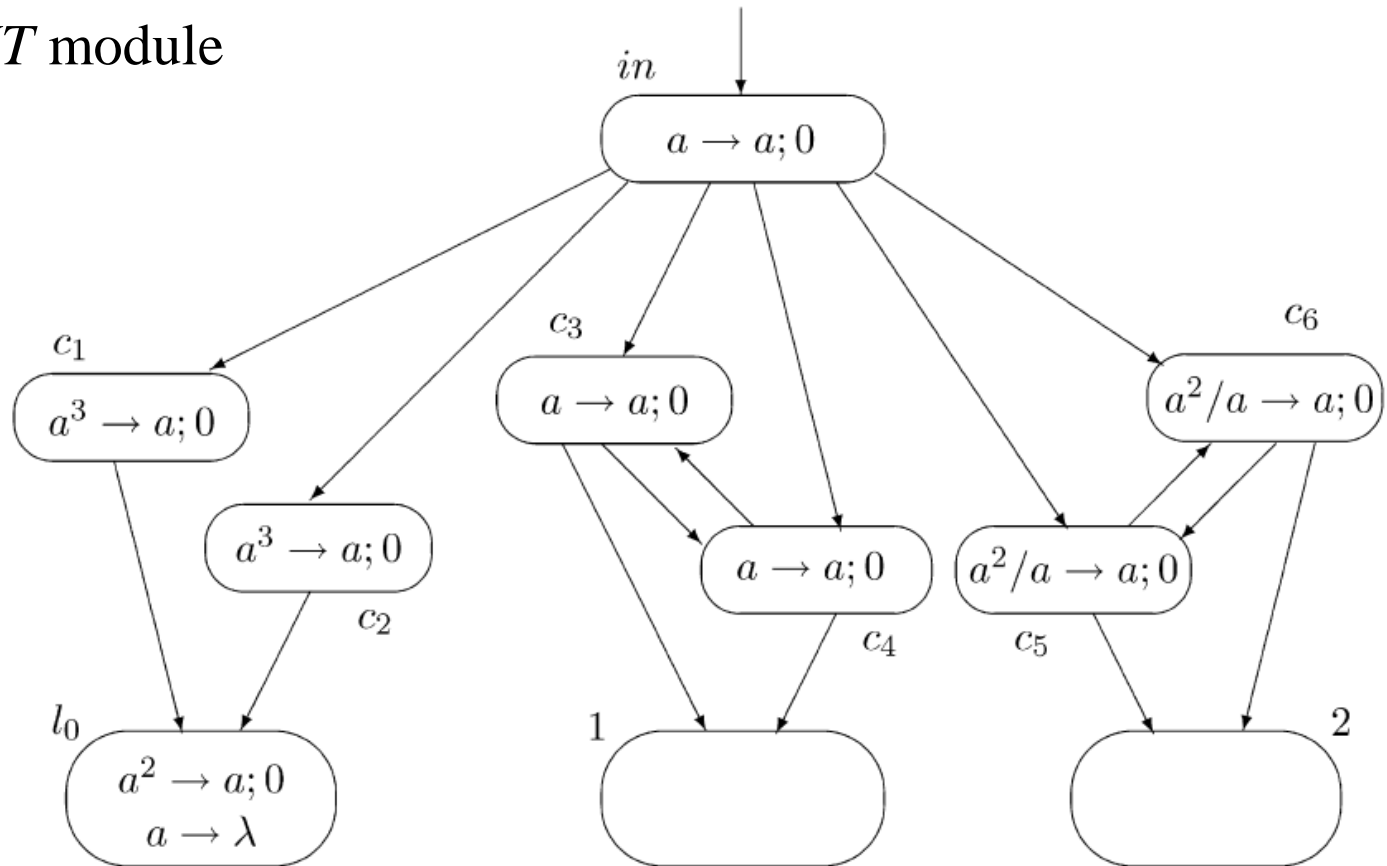 T module
in
a → a; 0
c₁
a³ → a; 0
a³ → a; 0
c₂
c₃
a → a; 0
a → a; 0
c₄
c₆
a²/a → a; 0
a²/a → a; 0
c₅
l₀
a² → a; 0
a → λ
1
2